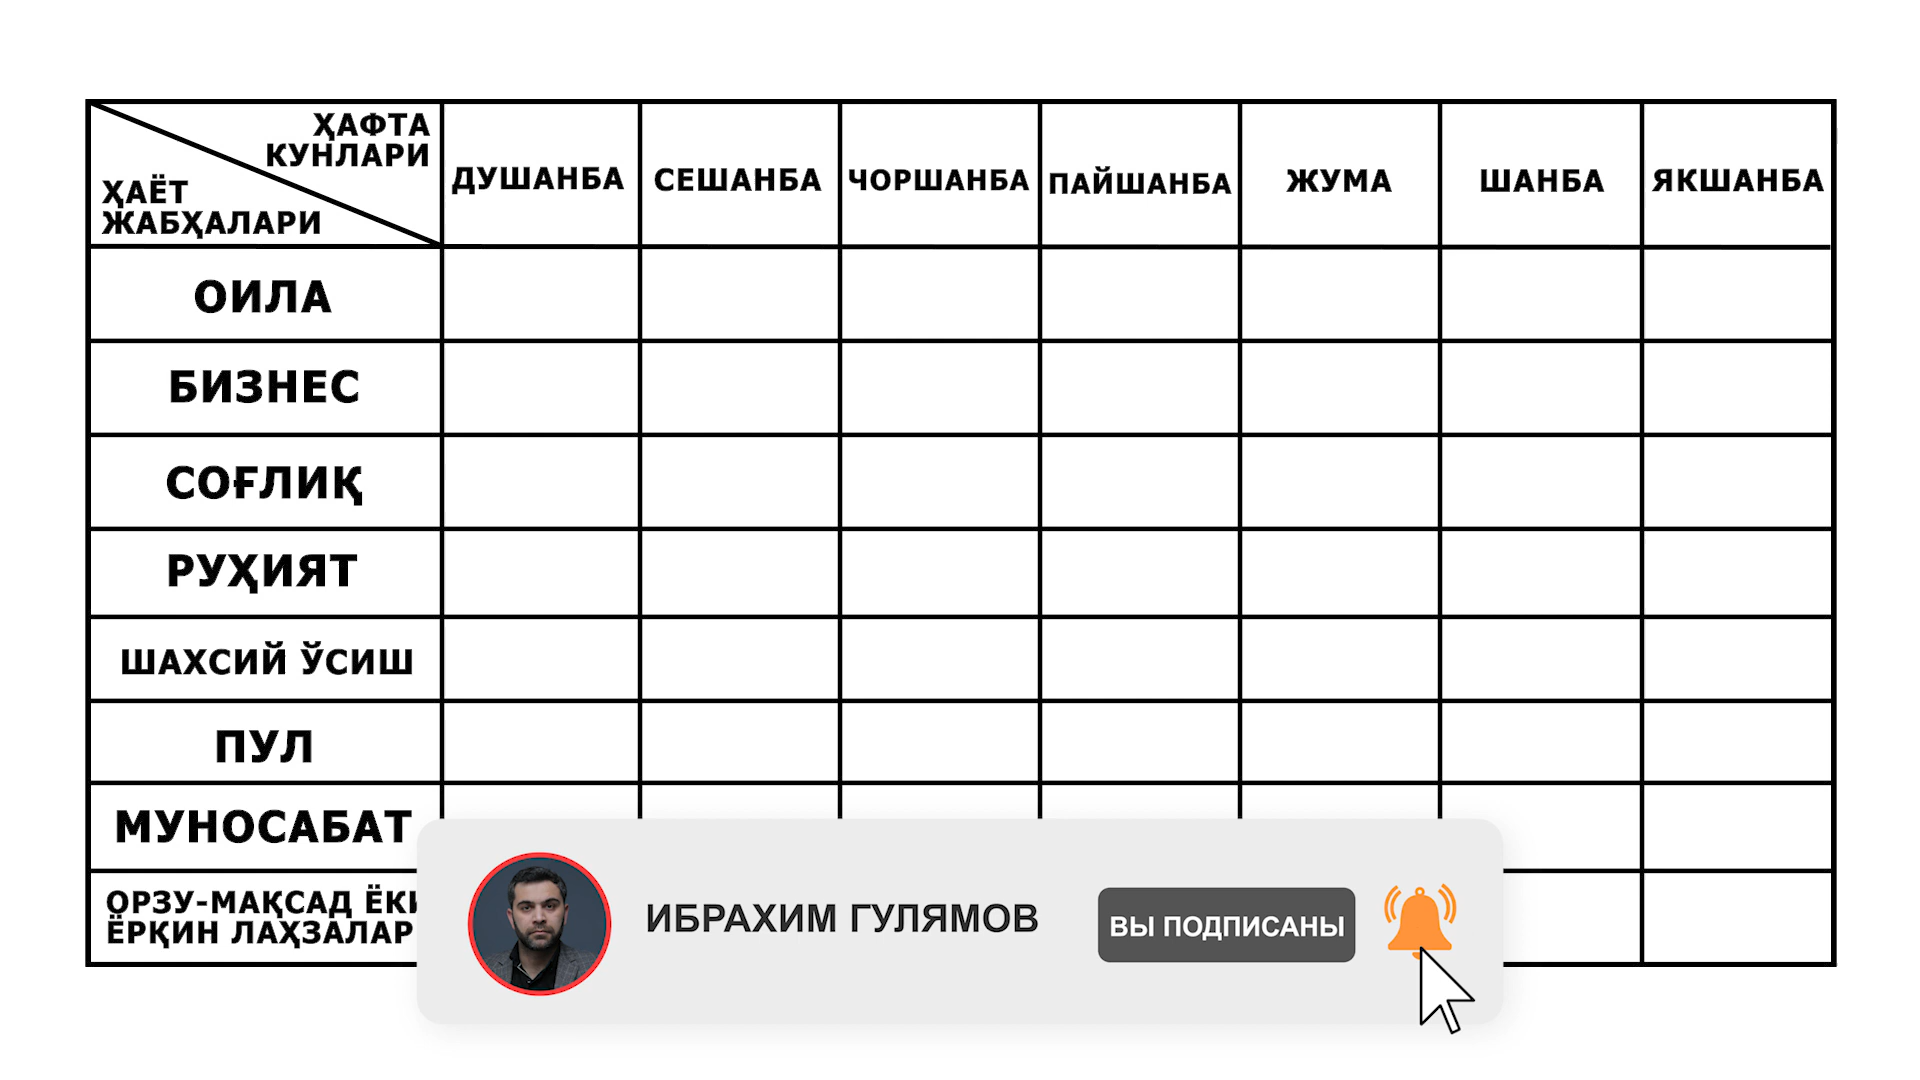 ҲАФТА
КУНЛАРИ
ҲАЁТ
ЖАБҲАЛАРИ
ДУШАНБА
СЕШАНБА
ЧОРШАНБА
ПАЙШАНБА
ЖУМА
ШАНБА
ЯКШАНБА
ОИЛА
БИЗНЕС
СОҒЛИҚ
РУҲИЯТ
ШАХСИЙ ЎСИШ
ПУЛ
МУНОСАБАТ
ОРЗУ-МАҚСАД ЁКИ
ЁРҚИН ЛАҲЗАЛАР
ИБРАХИМ ГУЛЯМОВ
ВЫ ПОДПИСАНЫ